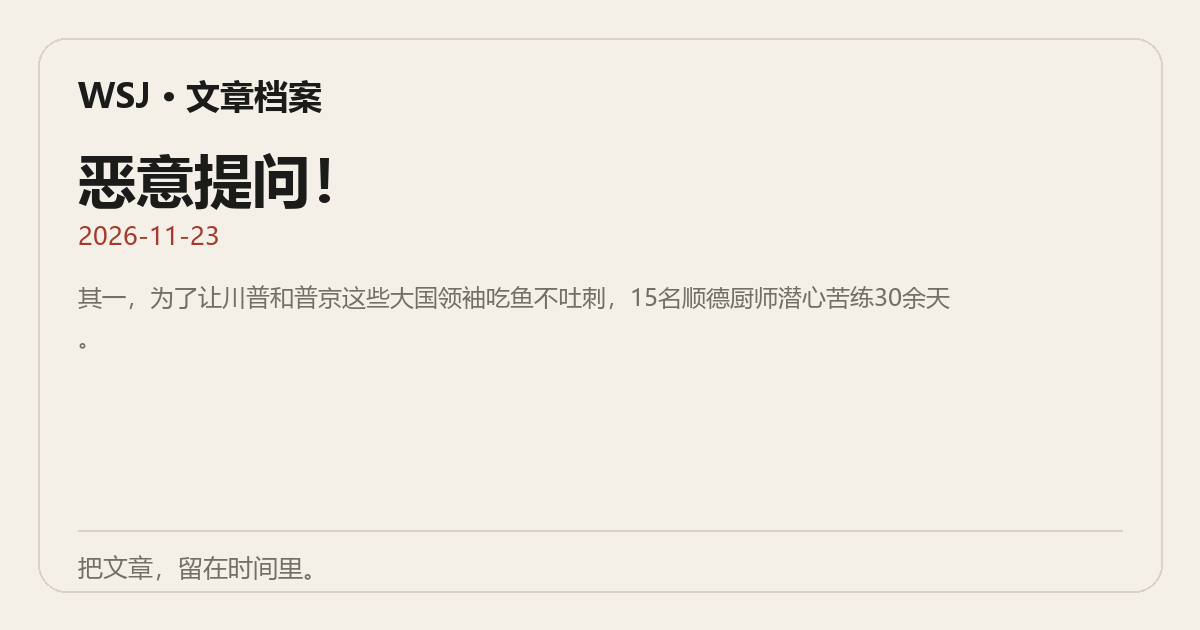 WSJ · 文章档案
恶意提问！
2026-11-23
其一，为了让川普和普京这些大国领袖吃鱼不吐刺，15名顺德厨师潜心苦练30余天
。
把文章，留在时间里。